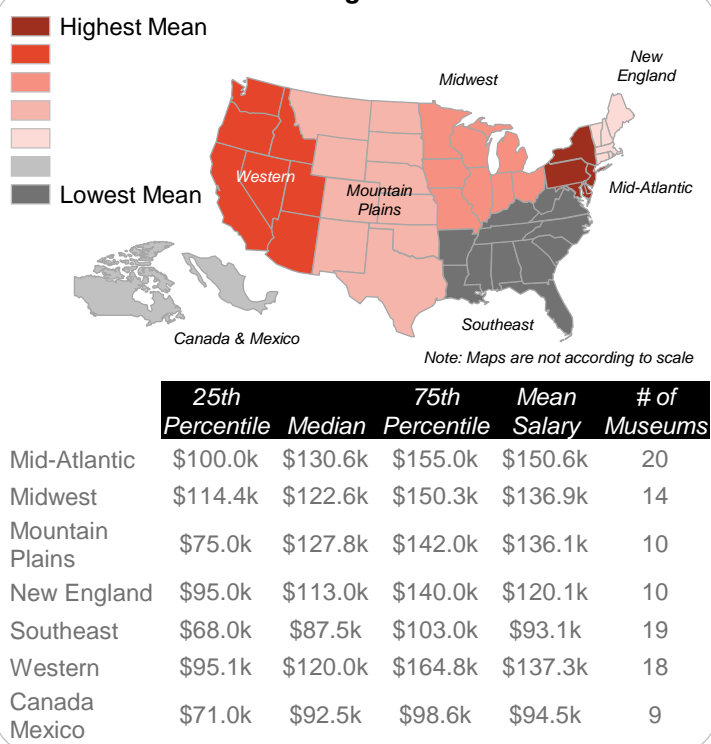 Highest Mean
New
England
Midwest
Western
Mountain
Plains
Mid-Atlantic
Lowest Mean
Southeast
Canada & Mexico
Note: Maps are not according to scale
25th Percentile Median 75th Percentile Mean Salary # of Museums
Mid-Atlantic $100.0k $130.6k $155.0k $150.6k 20
Midwest $114.4k $122.6k $150.3k $136.9k 14
Mountain Plains $75.0k $127.8k $142.0k $136.1k 10
New England $95.0k $113.0k $140.0k $120.1k 10
Southeast $68.0k $87.5k $103.0k $93.1k 19
Western $95.1k $120.0k $164.8k $137.3k 18
Canada Mexico $71.0k $92.5k $98.6k $94.5k 9